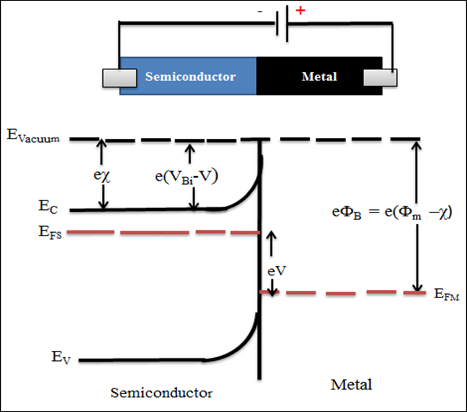 - +
Semiconductor Metal
EVacuum
eχ e(VBi-V)
EC eΦB = e(Φm –χ)
EFS
eV
EFM
EV
Semiconductor Metal